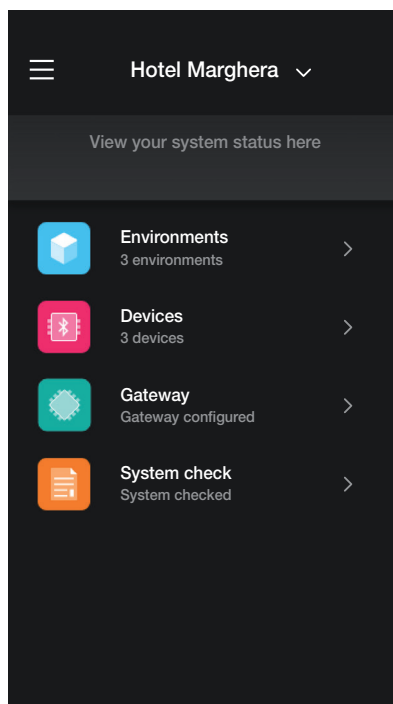 Hotel Marghera
View your system status here
Environments
3 environments
Devices
3 devices
Gateway
Gateway configured
System check
System checked